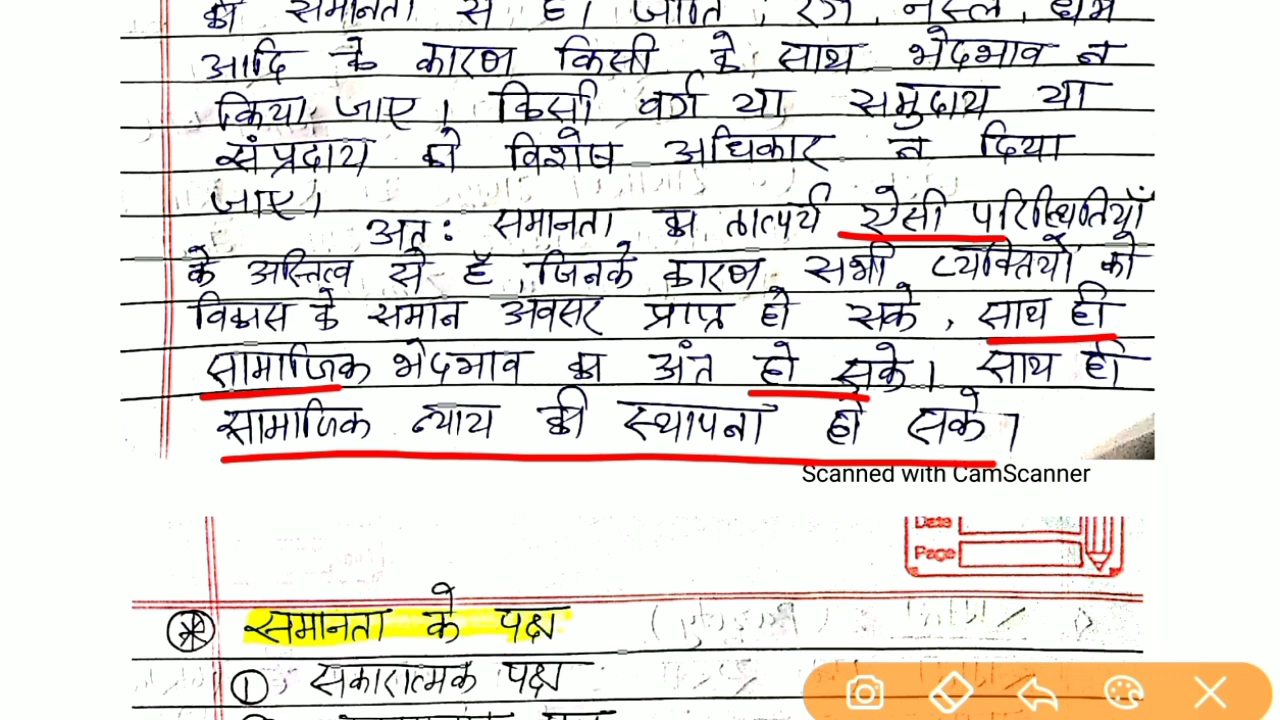 का समानता से है। जाति, रंग, नस्ल, धर्म
आदि के कारण किसी के साथ भेदभाव न
किया जाए। किसी वर्ग या समुदाय या
संप्रदाय को विशेष अधिकार न दिया
जाए।
अत: समानता का तात्पर्य ऐसी परिस्थितियाँ
के अस्तित्व से है, जिनके कारण सभी व्यक्तियों को
विकास के समान अवसर प्राप्त हो सके, साथ ही
सामाजिक भेदभाव का अंत हो सके। साथ ही
सामाजिक न्याय की स्थापना हो सके।
Scanned with CamScanner
Date
Page
समानता के पक्ष
① सकारात्मक पक्ष